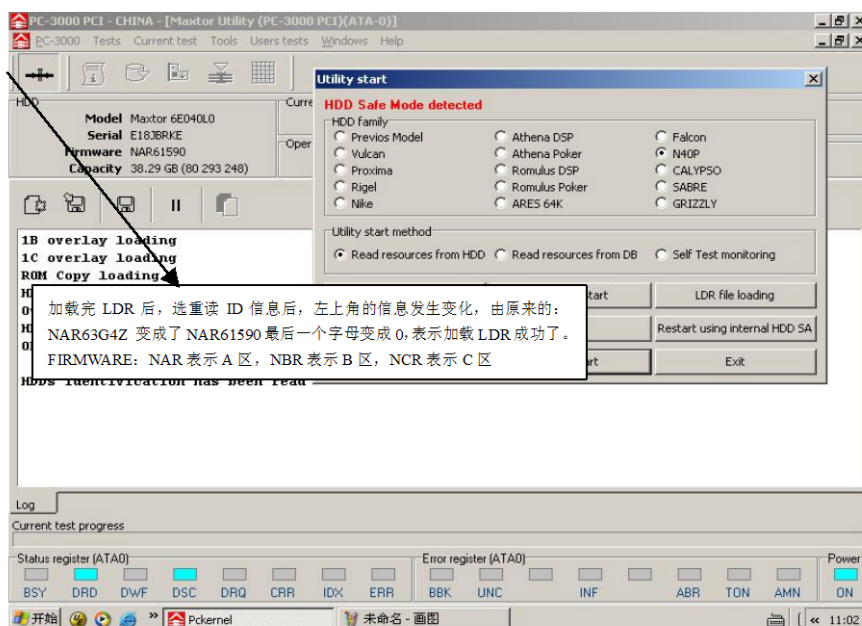 PC-3000 PCI - CHINA - [Maxtor Utility (PC-3000 PCI)(ATA-0)]
PC-3000 Tests Current test Tools Users tests Windows Help
HDD
Model Maxtor 6E040L0
Serial E18JBRKE
Firmware NAR61590
Capacity 38.29 GB (80 293 248)
Curre
Oper
Utility start
HDD Safe Mode detected
HDD family
Previos Model Athena DSP Falcon
Vulcan Athena Poker N40P
Proxima Romulus DSP CALYPSO
Rigel Romulus Poker SABRE
Nike ARES 64K GRIZZLY
Utility start method
Read resources from HDD Read resources from DB Self Test monitoring
tart LDR file loading
Restart using internal HDD SA
rt Exit
1B overlay loading
1C overlay loading
ROM Copy loading
加载完 LDR 后，选重读 ID 信息后，左上角的信息发生变化，由原来的：
NAR63G4Z 变成了 NAR61590 最后一个字母变成 0,表示加载 LDR 成功了。
FIRMWARE：NAR 表示 A 区，NBR 表示 B 区，NCR 表示 C 区
HDDs identivication has been read
Log
Current test progress
Status register (ATA0) Error register (ATA0) Power
BSY DRD DWF DSC DRQ CRR IDX ERR BBK UNC INF ABR TON AMN ON
开始 Pckernel 未命名 - 画图 11:02